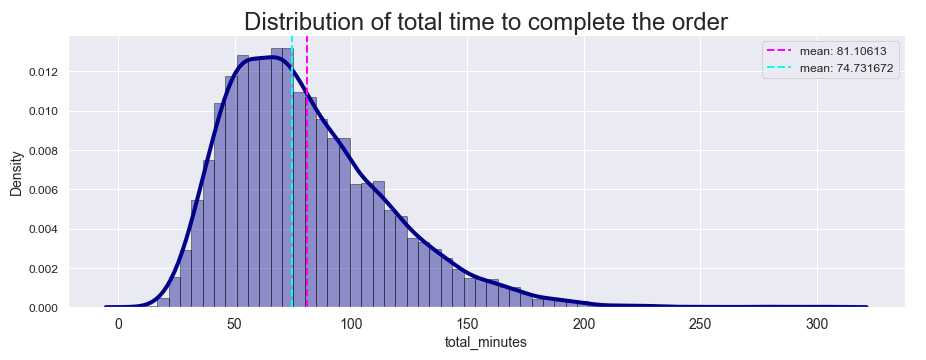 Distribution of total time to complete the order
mean: 81.10613
mean: 74.731672
Density
0.012
0.010
0.008
0.006
0.004
0.002
0.000
0
50
100
150
200
250
300
total_minutes